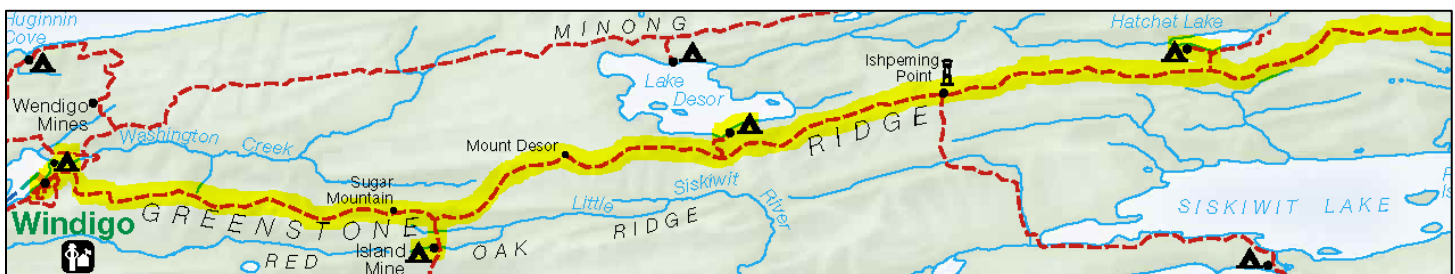 Huginnin
Cove
MINONG
Hatchet Lake
Ishpeming
Point
Lake
Desor
Wendigo
Mines
Washington
Creek
Mount Desor
RIDGE
Sugar
Mountain
Little
Siskiwit
River
Windigo
GREENSTONE
RIDGE
SISKIWIT LAKE
Island
Mine
OAK
RED